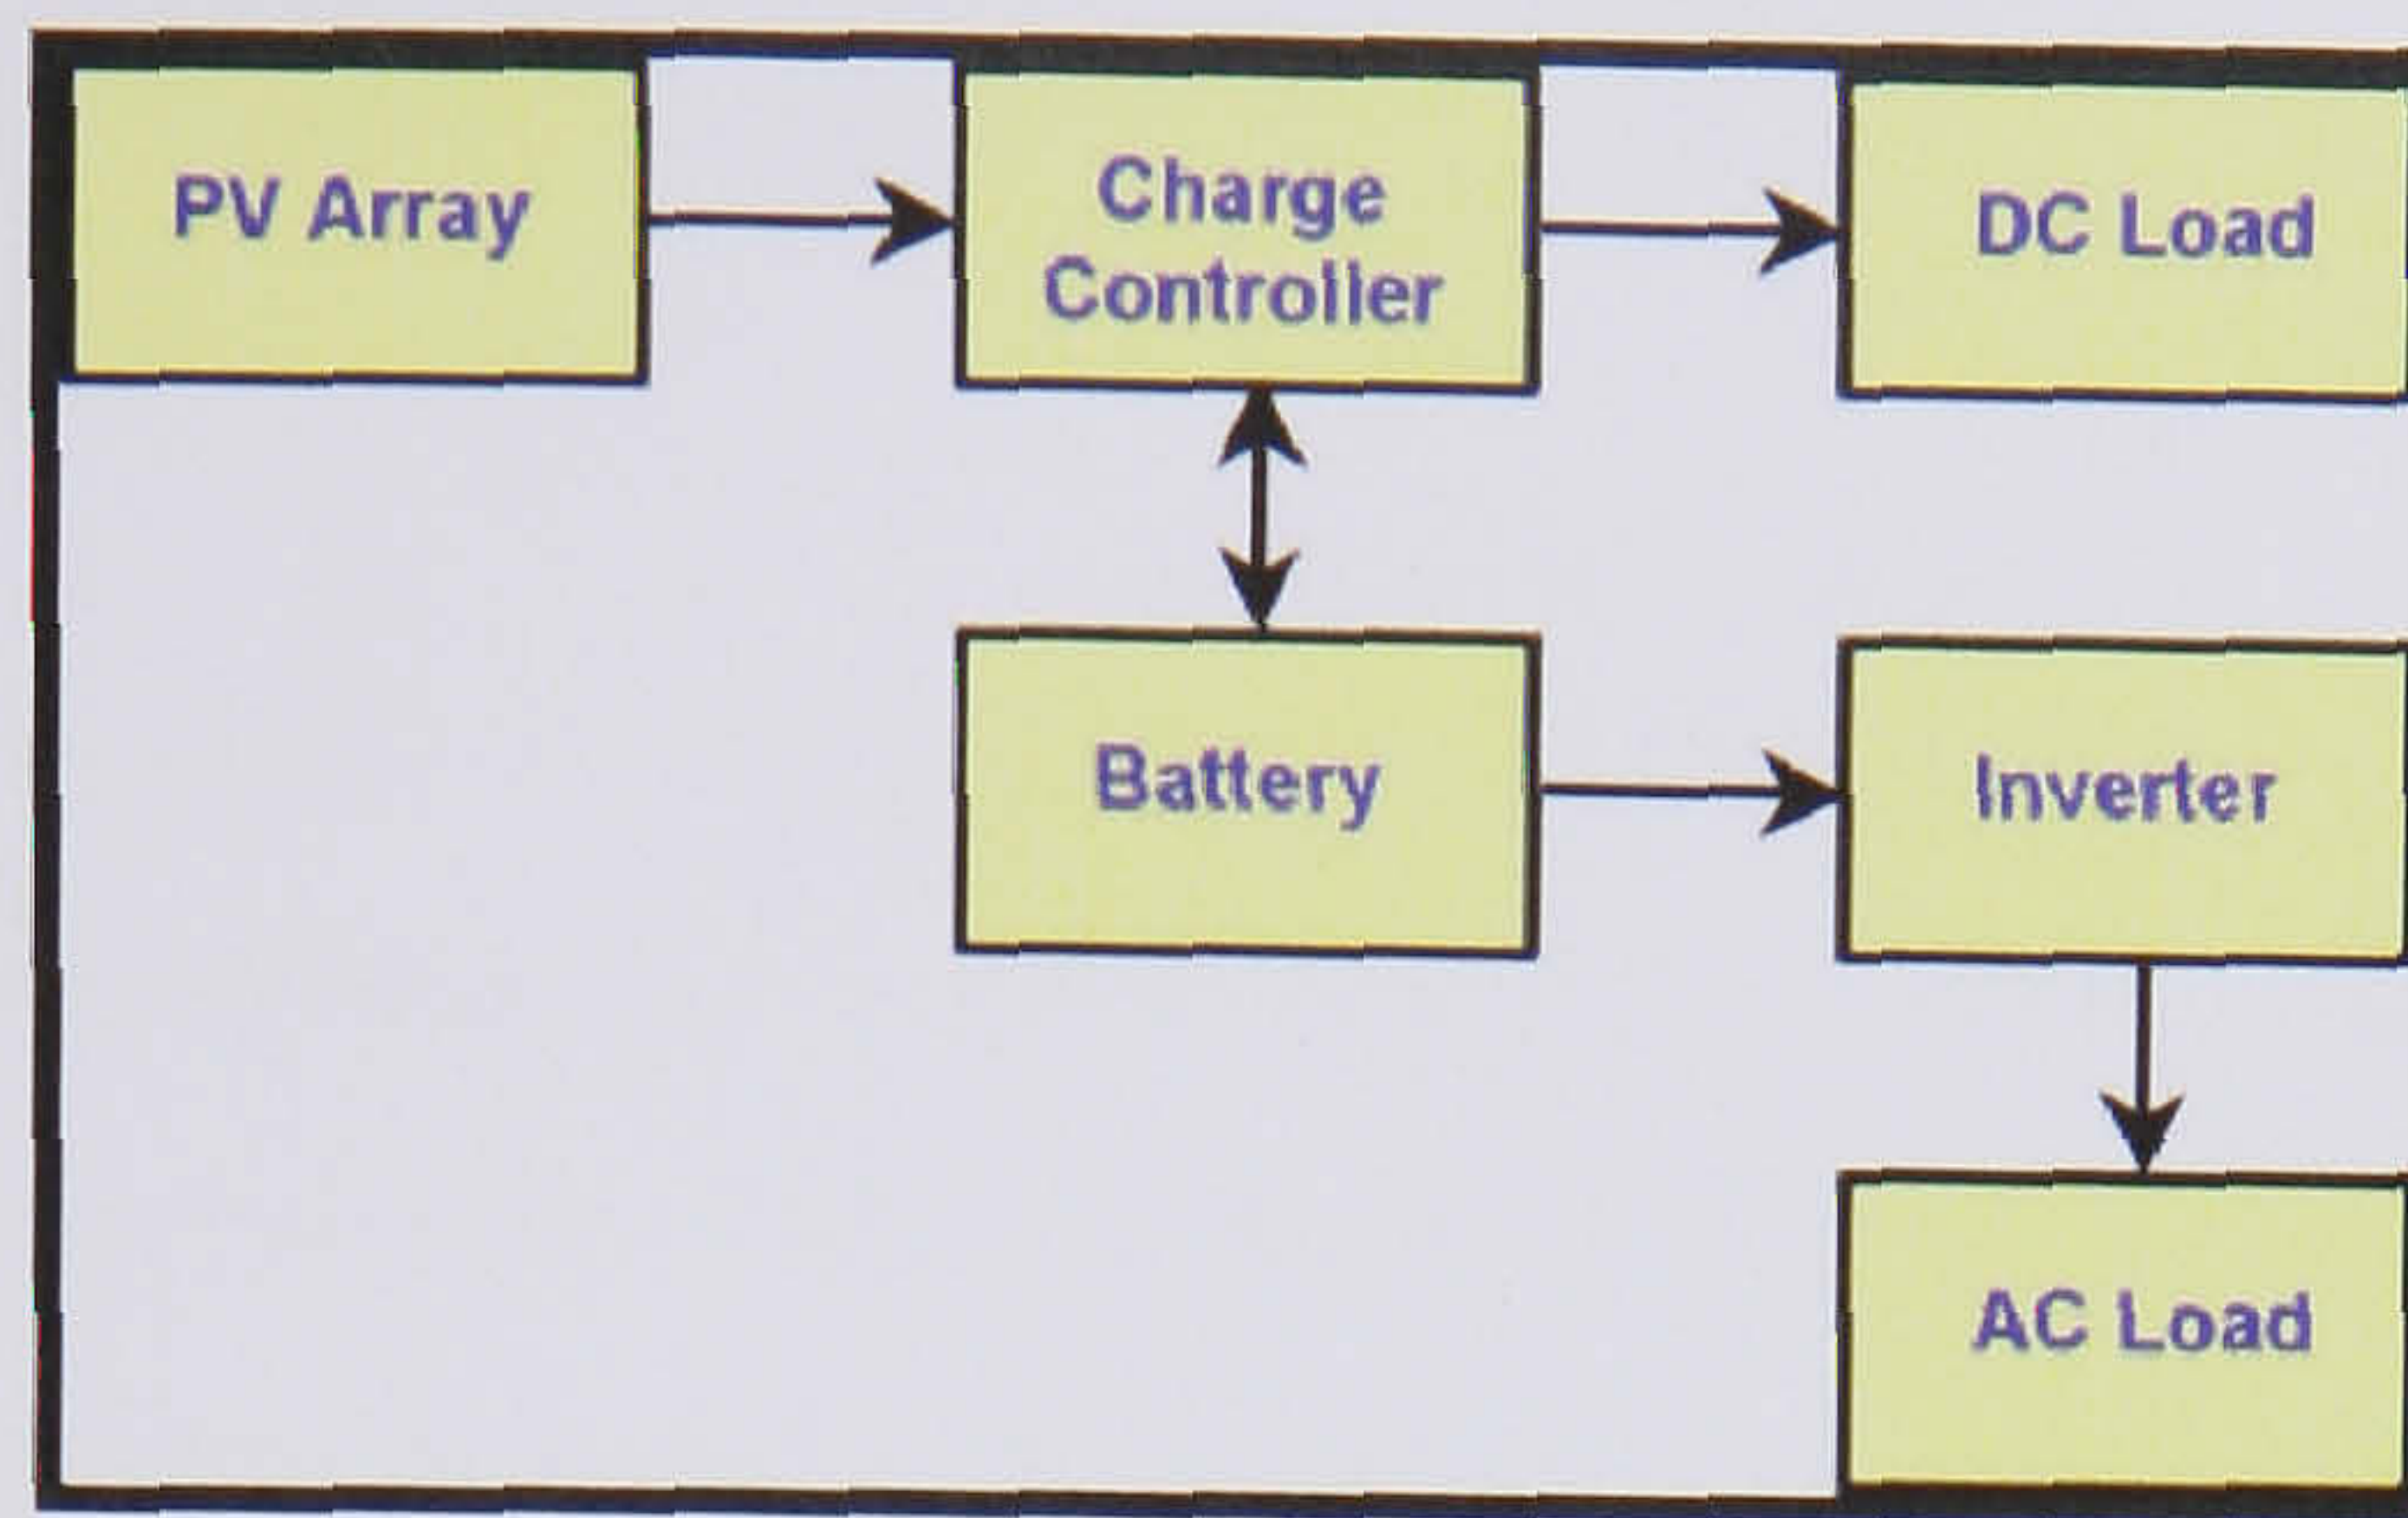 PV Array
Charge
Controller
DC Load
Battery
Inverter
AC Load